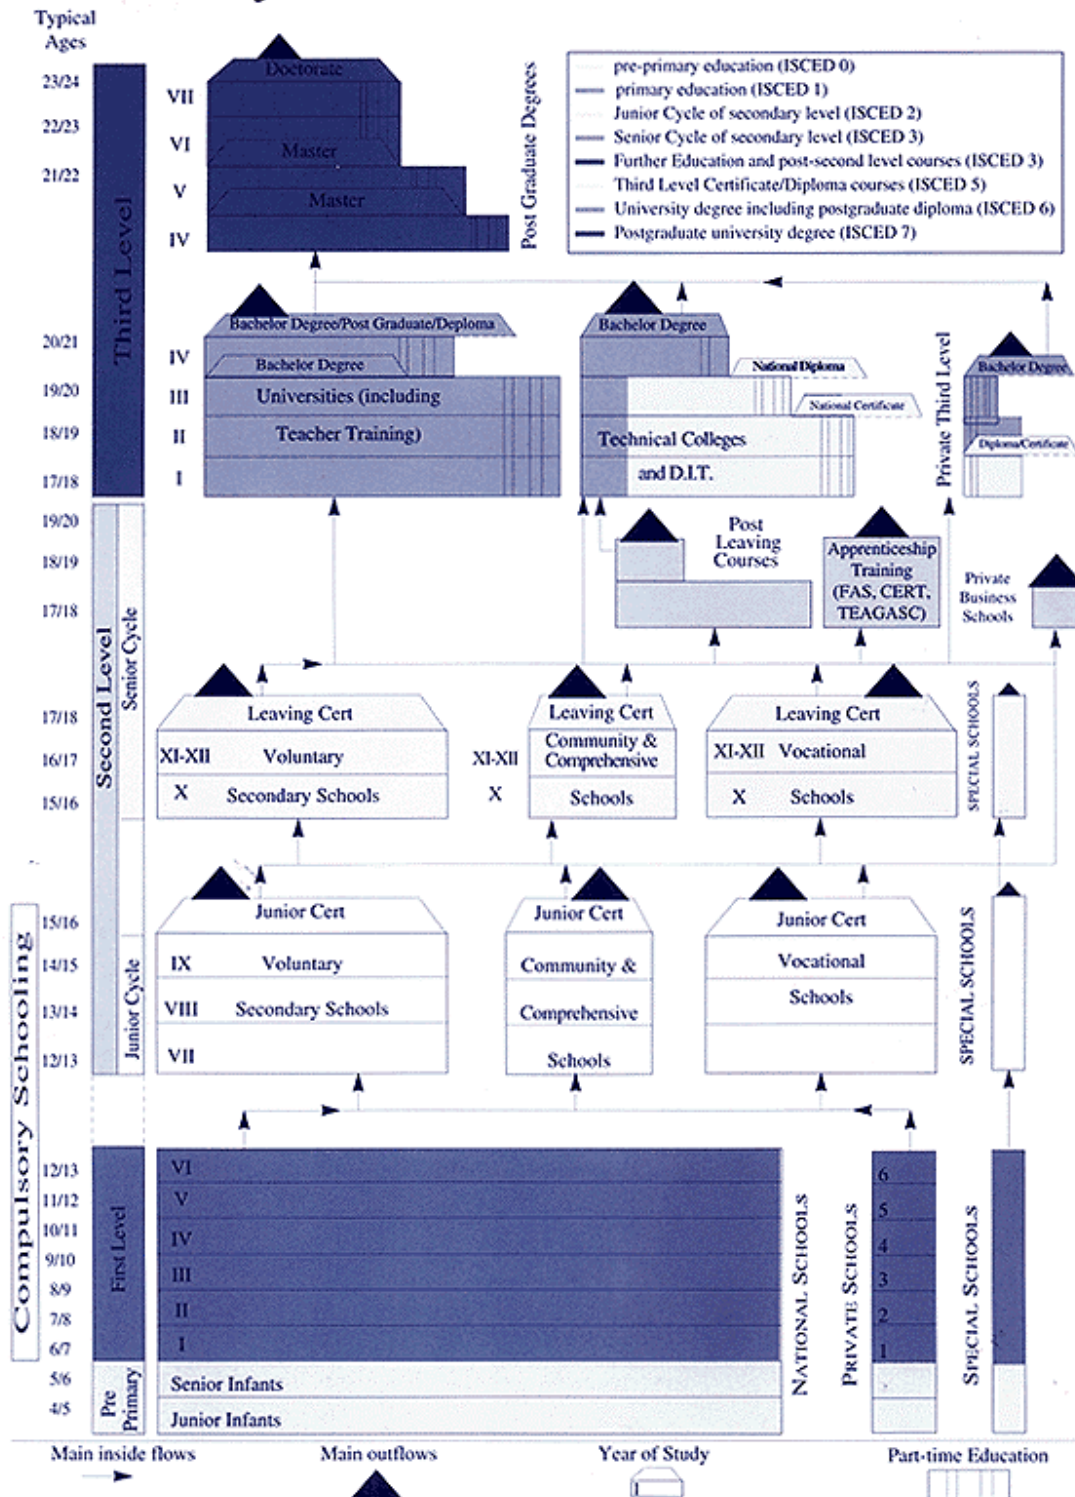 Typical
Ages
23/24
22/23
21/22
20/21
19/20
18/19
17/18
19/20
18/19
17/18
17/18
16/17
15/16
15/16
14/15
13/14
12/13
12/13
11/12
10/11
9/10
8/9
7/8
6/7
5/6
4/5
Third Level
Second Level
Senior Cycle
Junior Cycle
Compulsory Schooling
First Level
Pre
Primary
Doctorate
VII
VI
Master
V
Master
IV
Post Graduate Degrees
pre-primary education (ISCED 0)
primary education (ISCED 1)
Junior Cycle of secondary level (ISCED 2)
Senior Cycle of secondary level (ISCED 3)
Further Education and post-second level courses (ISCED 3)
Third Level Certificate/Diploma courses (ISCED 5)
University degree including postgraduate diploma (ISCED 6)
Postgraduate university degree (ISCED 7)
Bachelor Degree/Post Graduate/Deploma
IV
Bachelor Degree
III
Universities (including
II
Teacher Training)
I
Bachelor Degree
National Diploma
National Certificate
Technical Colleges
and D.I.T.
Private Third Level
Bachelor Degree
Diploma/Certificate
Post
Leaving
Courses
Apprenticeship
Training
(FAS, CERT,
TEAGASC)
Private
Business
Schools
Leaving Cert
XI-XII Voluntary
X Secondary Schools
Leaving Cert
XI-XII
Community &
Comprehensive
X
Schools
Leaving Cert
XI-XII Vocational
X Schools
SPECIAL SCHOOLS
Junior Cert
IX Voluntary
VIII Secondary Schools
VII
Junior Cert
Community &
Comprehensive
Schools
Junior Cert
Vocational
Schools
SPECIAL SCHOOLS
VI
V
IV
III
II
I
Senior Infants
Junior Infants
NATIONAL SCHOOLS
PRIVATE SCHOOLS
6
5
4
3
2
1
SPECIAL SCHOOLS
Main inside flows
Main outflows
Year of Study
I
Part-time Education